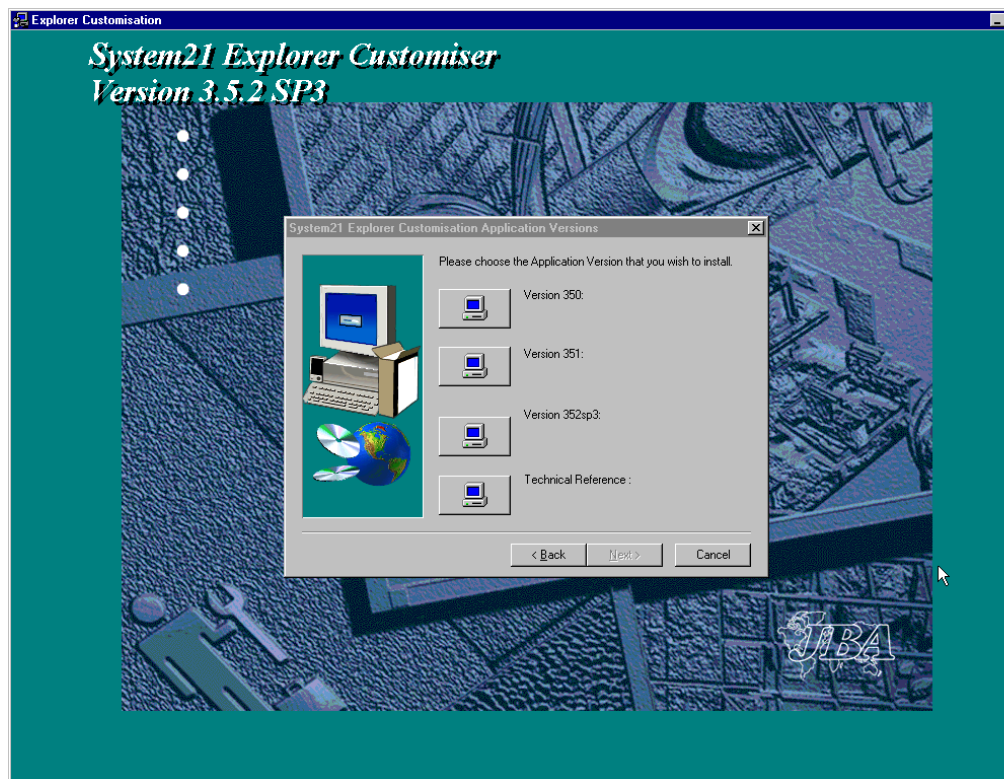 Explorer Customisation
System21 Explorer Customiser
Version 3.5.2 SP3
System21 Explorer Customisation Application Versions
Please choose the Application Version that you wish to install.
Version 350:
Version 351:
Version 352sp3:
Technical Reference :
< Back
Next >
Cancel
JBA